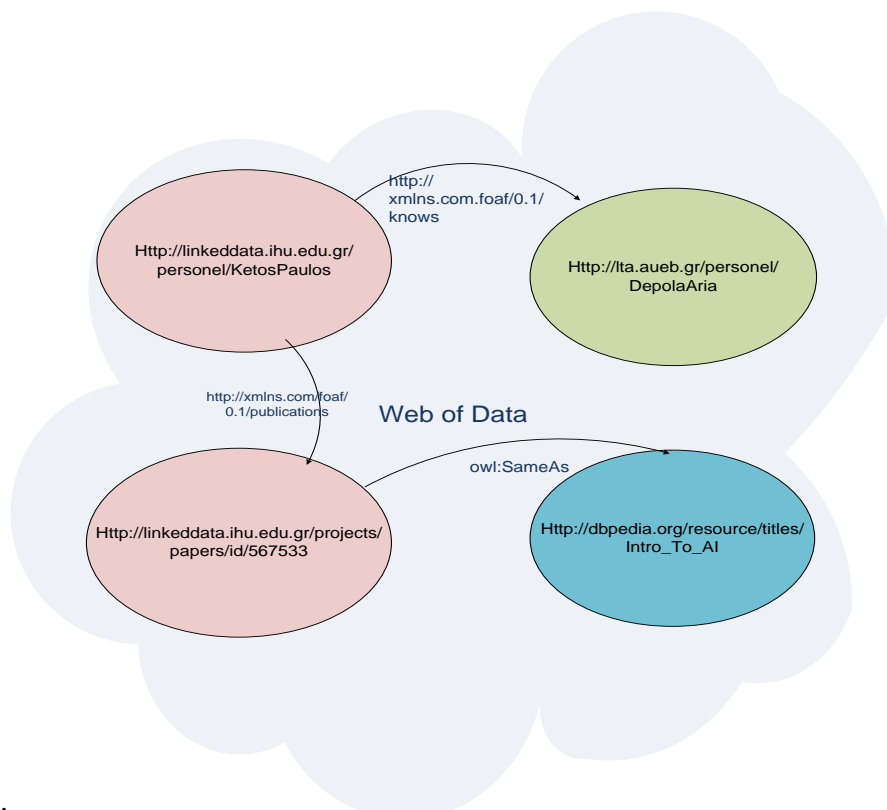 http://
xmlns.com.foaf/0.1/
knows
Http://linkeddata.ihu.edu.gr/
personel/KetosPaulos
Http://lta.aueb.gr/personel/
DepolaAria
http://xmlns.com/foaf/
0.1/publications
Web of Data
owl:SameAs
Http://linkeddata.ihu.edu.gr/projects/
papers/id/567533
Http://dbpedia.org/resource/titles/
Intro_To_AI